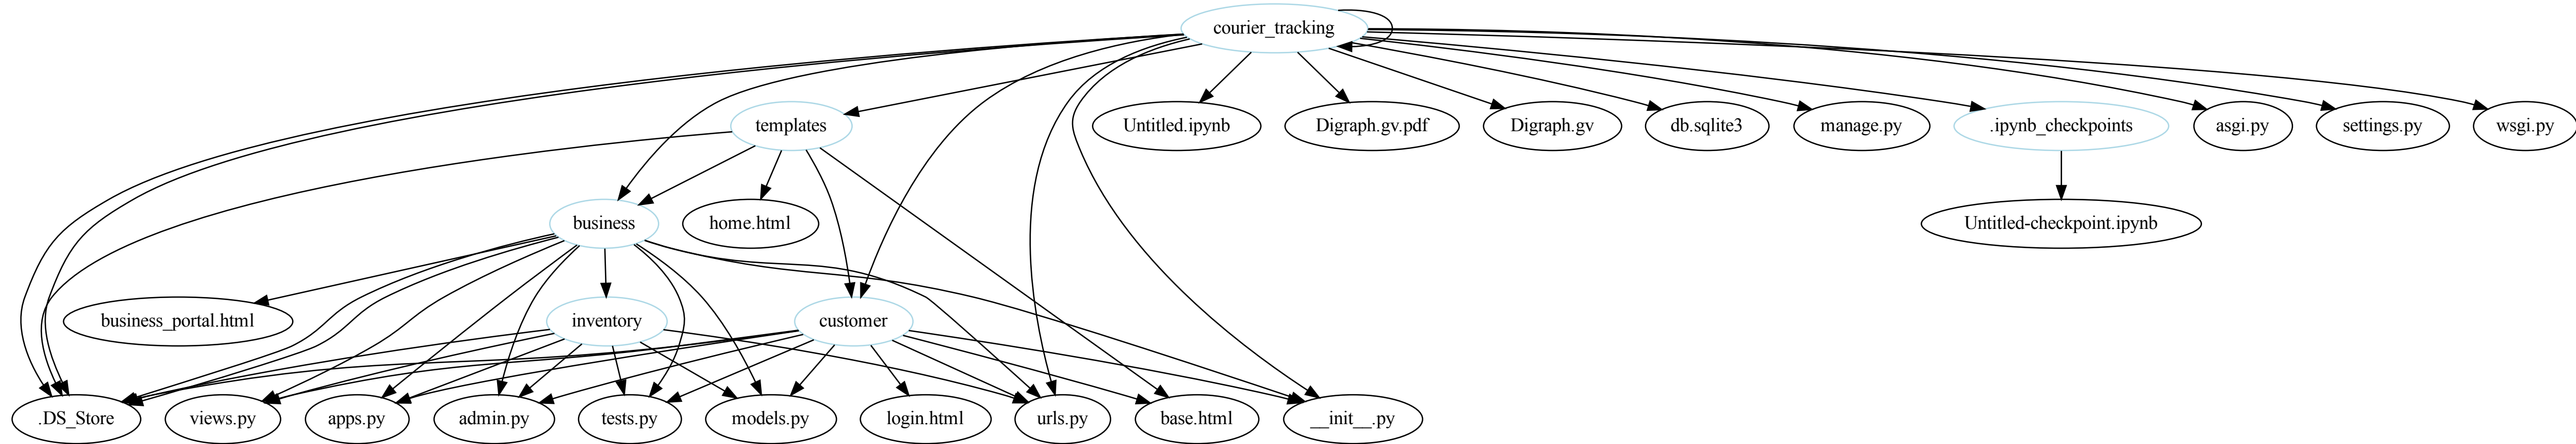 courier_tracking
templates
Untitled.ipynb
Digraph.gv.pdf
Digraph.gv
db.sqlite3
manage.py
.ipynb_checkpoints
asgi.py
settings.py
wsgi.py
business
home.html
Untitled-checkpoint.ipynb
business_portal.html
inventory
customer
.DS_Store
views.py
apps.py
admin.py
tests.py
models.py
login.html
urls.py
base.html
__init__.py